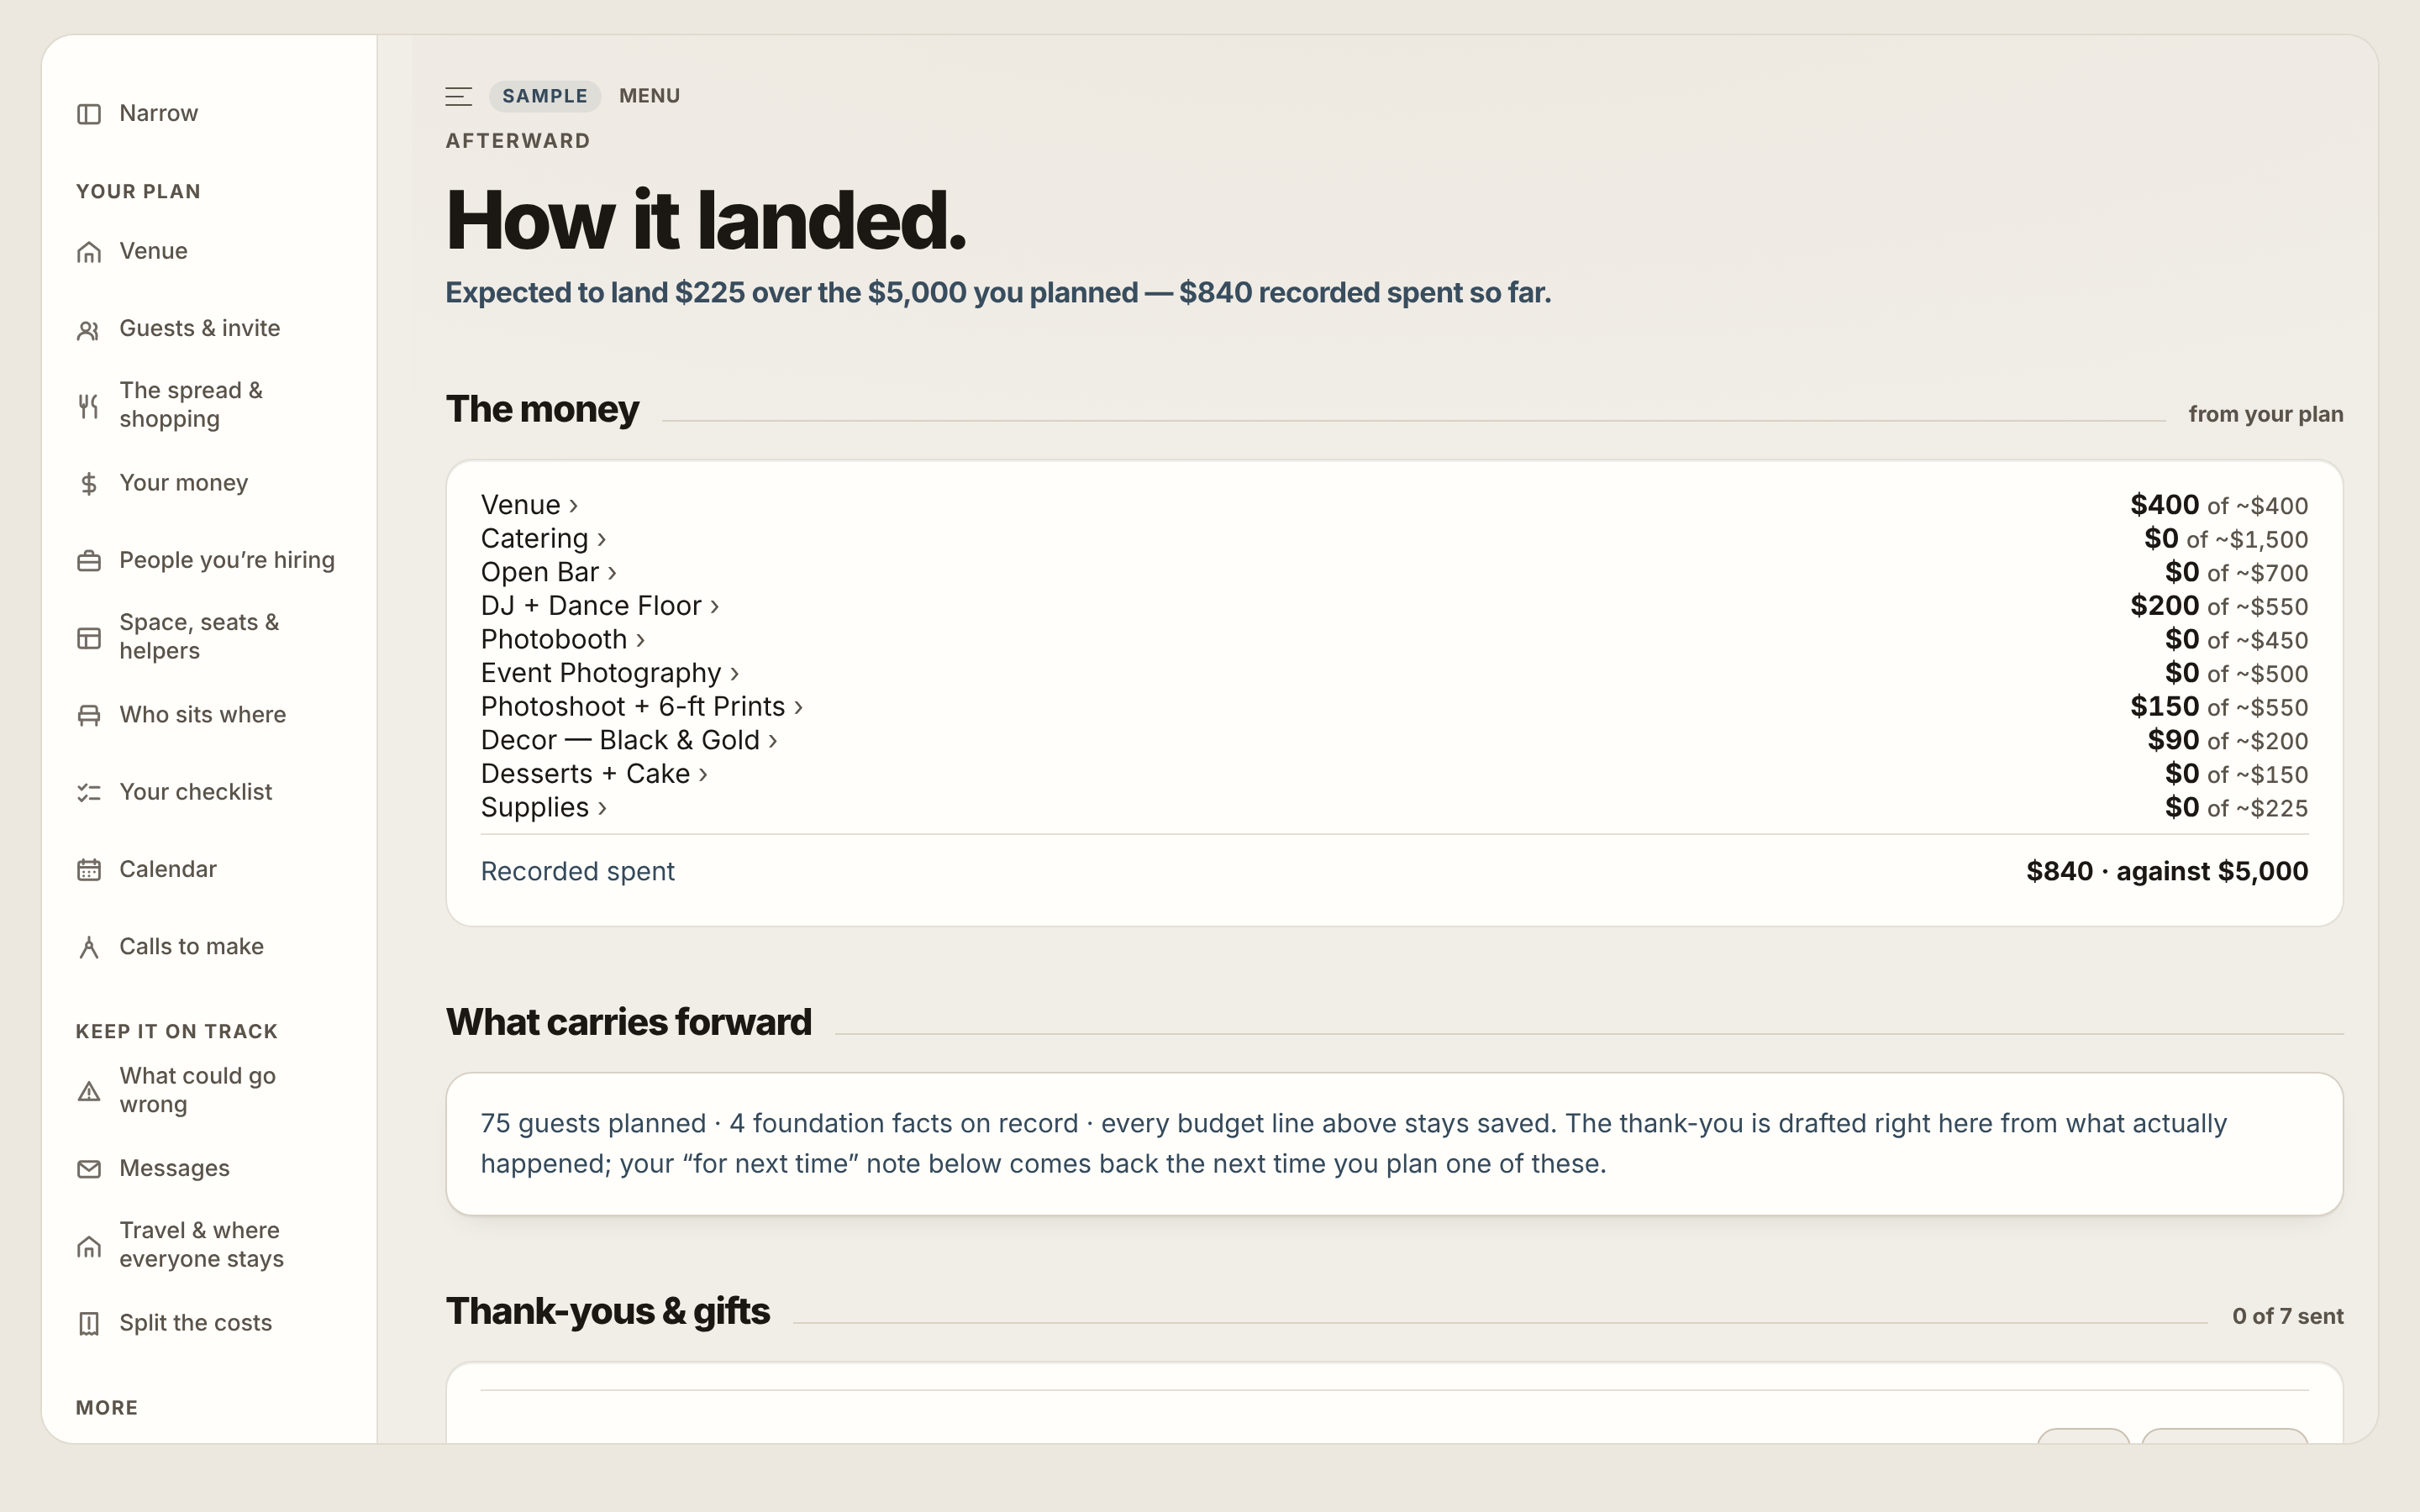 Narrow
YOUR PLAN
Venue
Guests & invite
The spread &
shopping
Your money
People you’re hiring
Space, seats &
helpers
Who sits where
Your checklist
Calendar
Calls to make
KEEP IT ON TRACK
What could go
wrong
Messages
Travel & where
everyone stays
Split the costs
MORE
SAMPLE MENU
AFTERWARD
How it landed.
Expected to land $225 over the $5,000 you planned — $840 recorded spent so far.
The money from your plan
Venue › $400 of ~$400
Catering › $0 of ~$1,500
Open Bar › $0 of ~$700
DJ + Dance Floor › $200 of ~$550
Photobooth › $0 of ~$450
Event Photography › $0 of ~$500
Photoshoot + 6-ft Prints › $150 of ~$550
Decor — Black & Gold › $90 of ~$200
Desserts + Cake › $0 of ~$150
Supplies › $0 of ~$225
Recorded spent $840 · against $5,000
What carries forward
75 guests planned · 4 foundation facts on record · every budget line above stays saved. The thank-you is drafted right here from what actually
happened; your “for next time” note below comes back the next time you plan one of these.
Thank-yous & gifts 0 of 7 sent